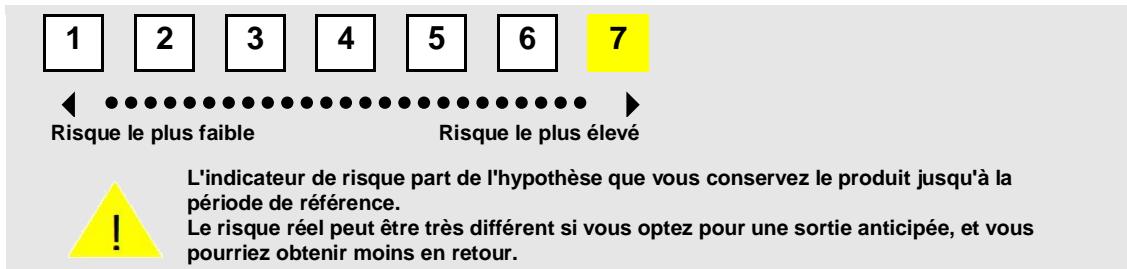 1 2 3 4 5 6 7
Risque le plus faible Risque le plus élevé
L'indicateur de risque part de l'hypothèse que vous conservez le produit jusqu'à la
période de référence.
Le risque réel peut être très différent si vous optez pour une sortie anticipée, et vous
pourriez obtenir moins en retour.
!